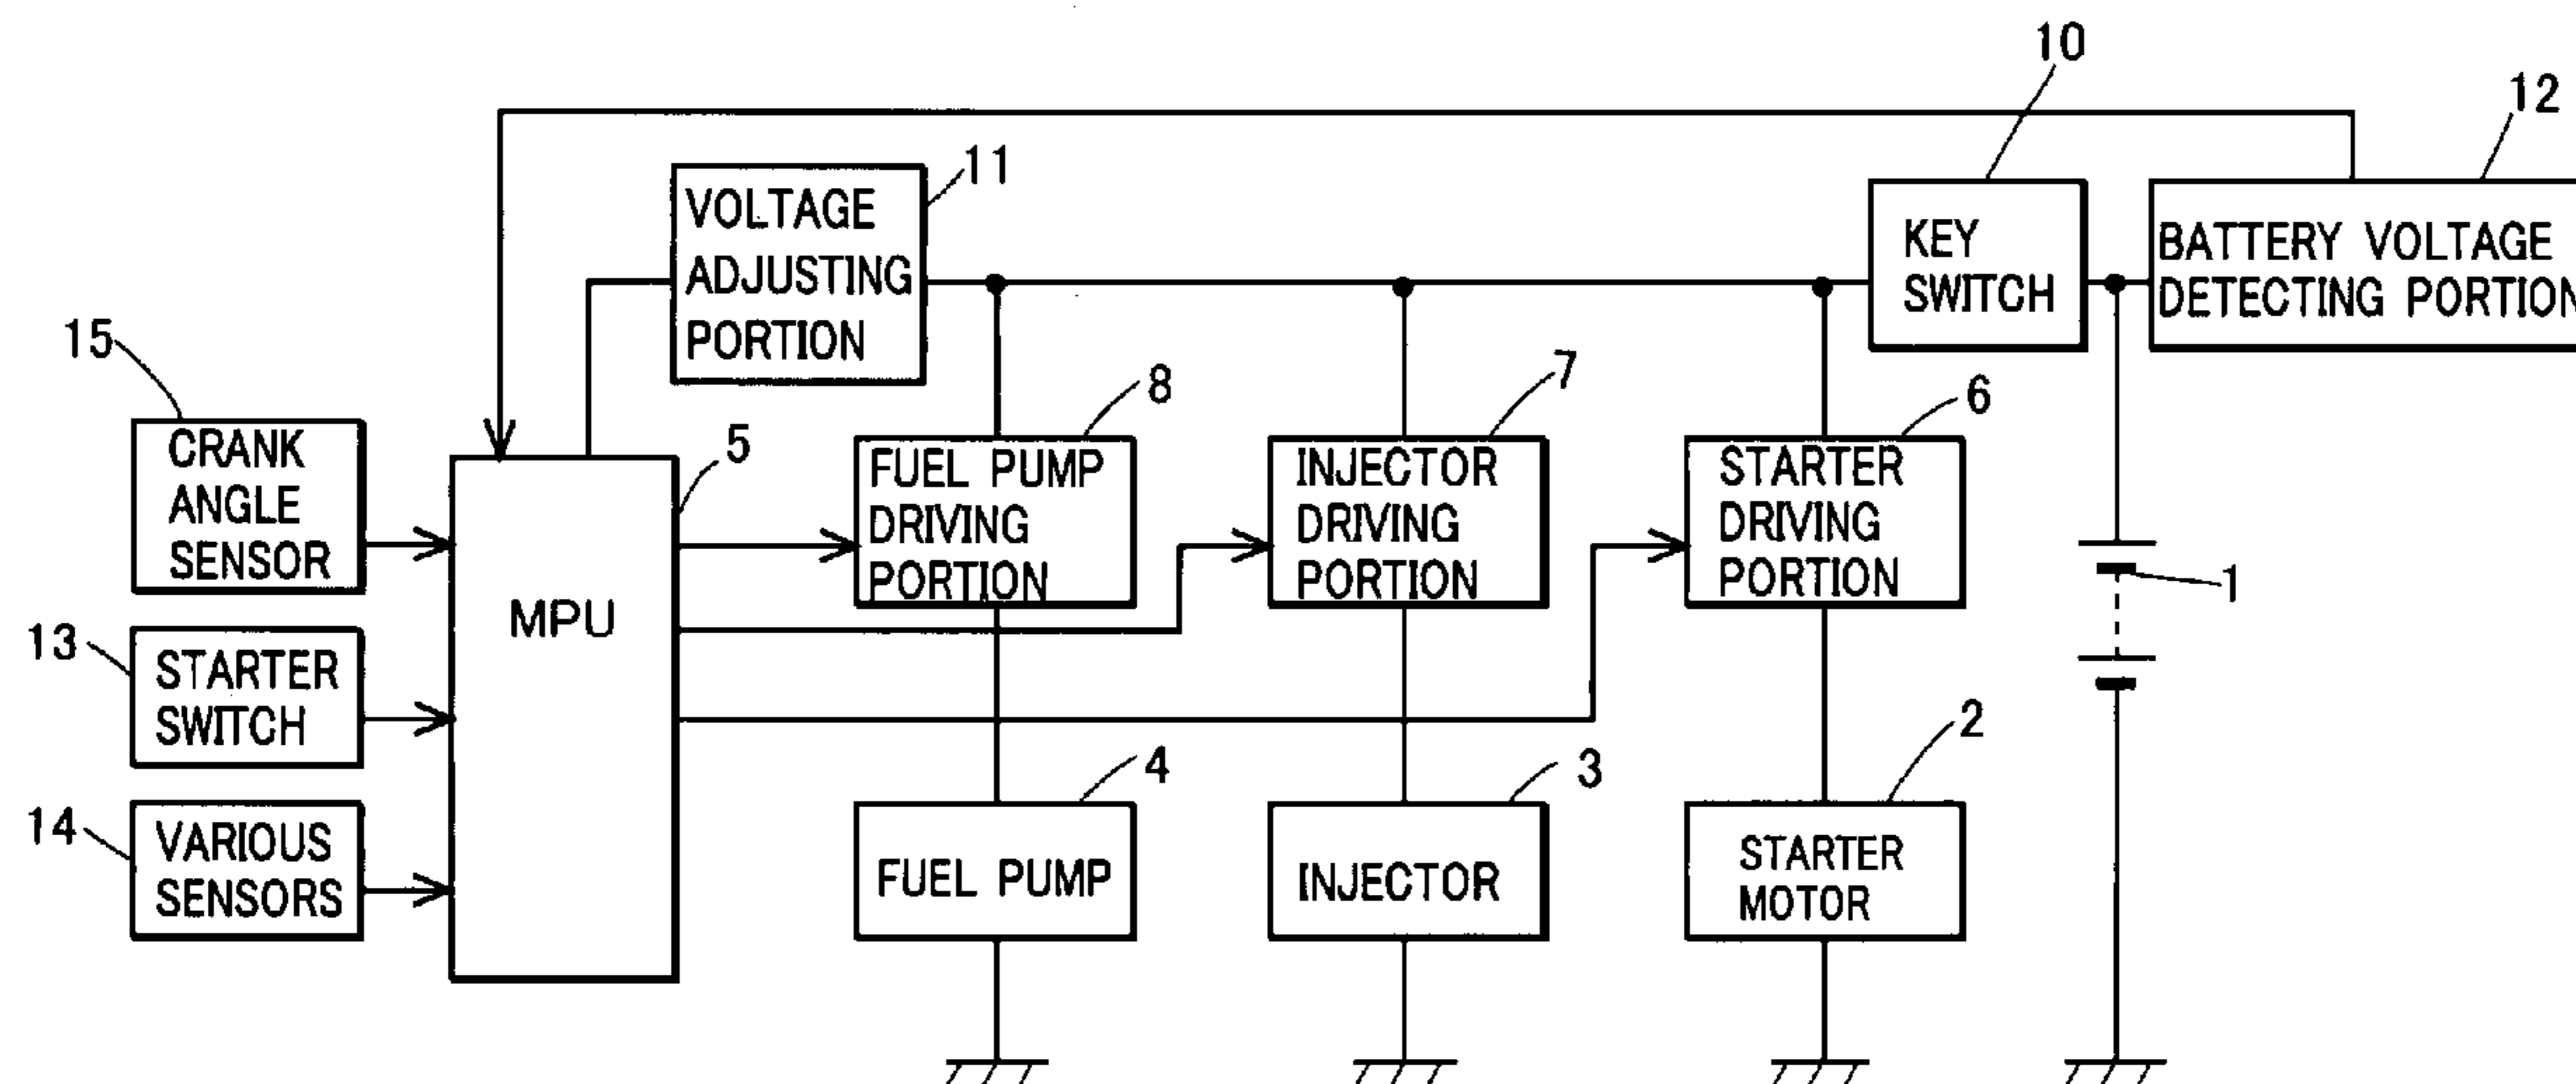 10
12
11
VOLTAGE
ADJUSTING
PORTION
KEY
SWITCH
BATTERY VOLTAGE
DETECTING PORTION
15
CRANK
ANGLE
SENSOR
5
8
FUEL PUMP
DRIVING
PORTION
7
INJECTOR
DRIVING
PORTION
6
STARTER
DRIVING
PORTION
1
MPU
13
STARTER
SWITCH
14
VARIOUS
SENSORS
4
FUEL PUMP
3
INJECTOR
2
STARTER
MOTOR